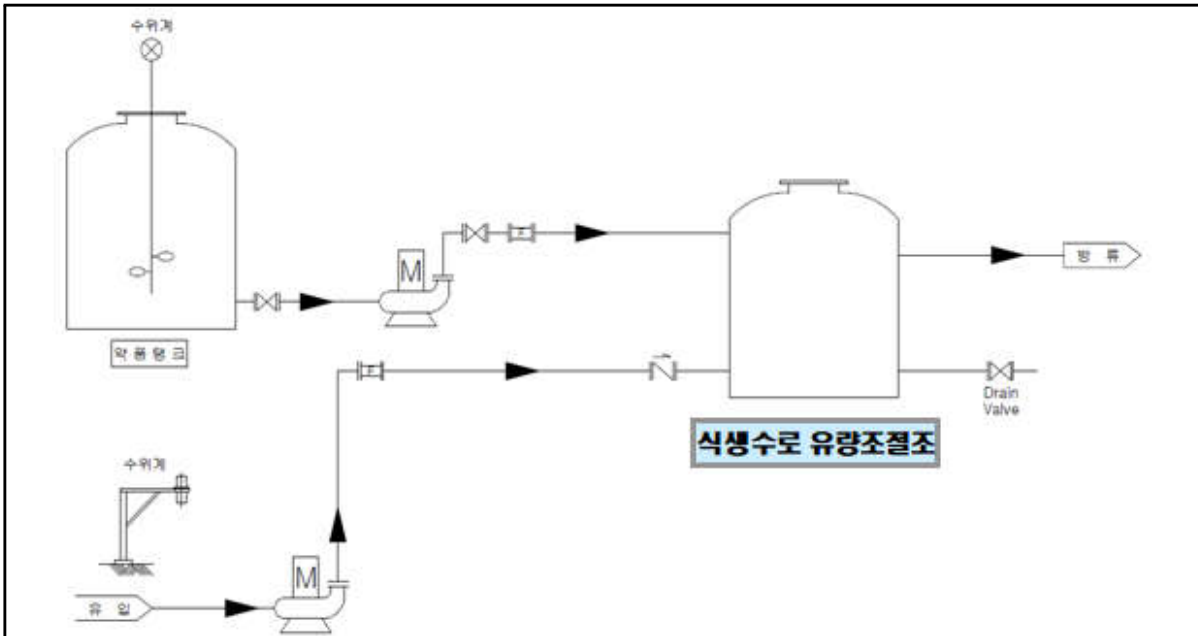 수위계
M
F
방 류
약 품 탱 크
F
Drain
Valve
식생수로 유량조절조
수위계
M
유 입